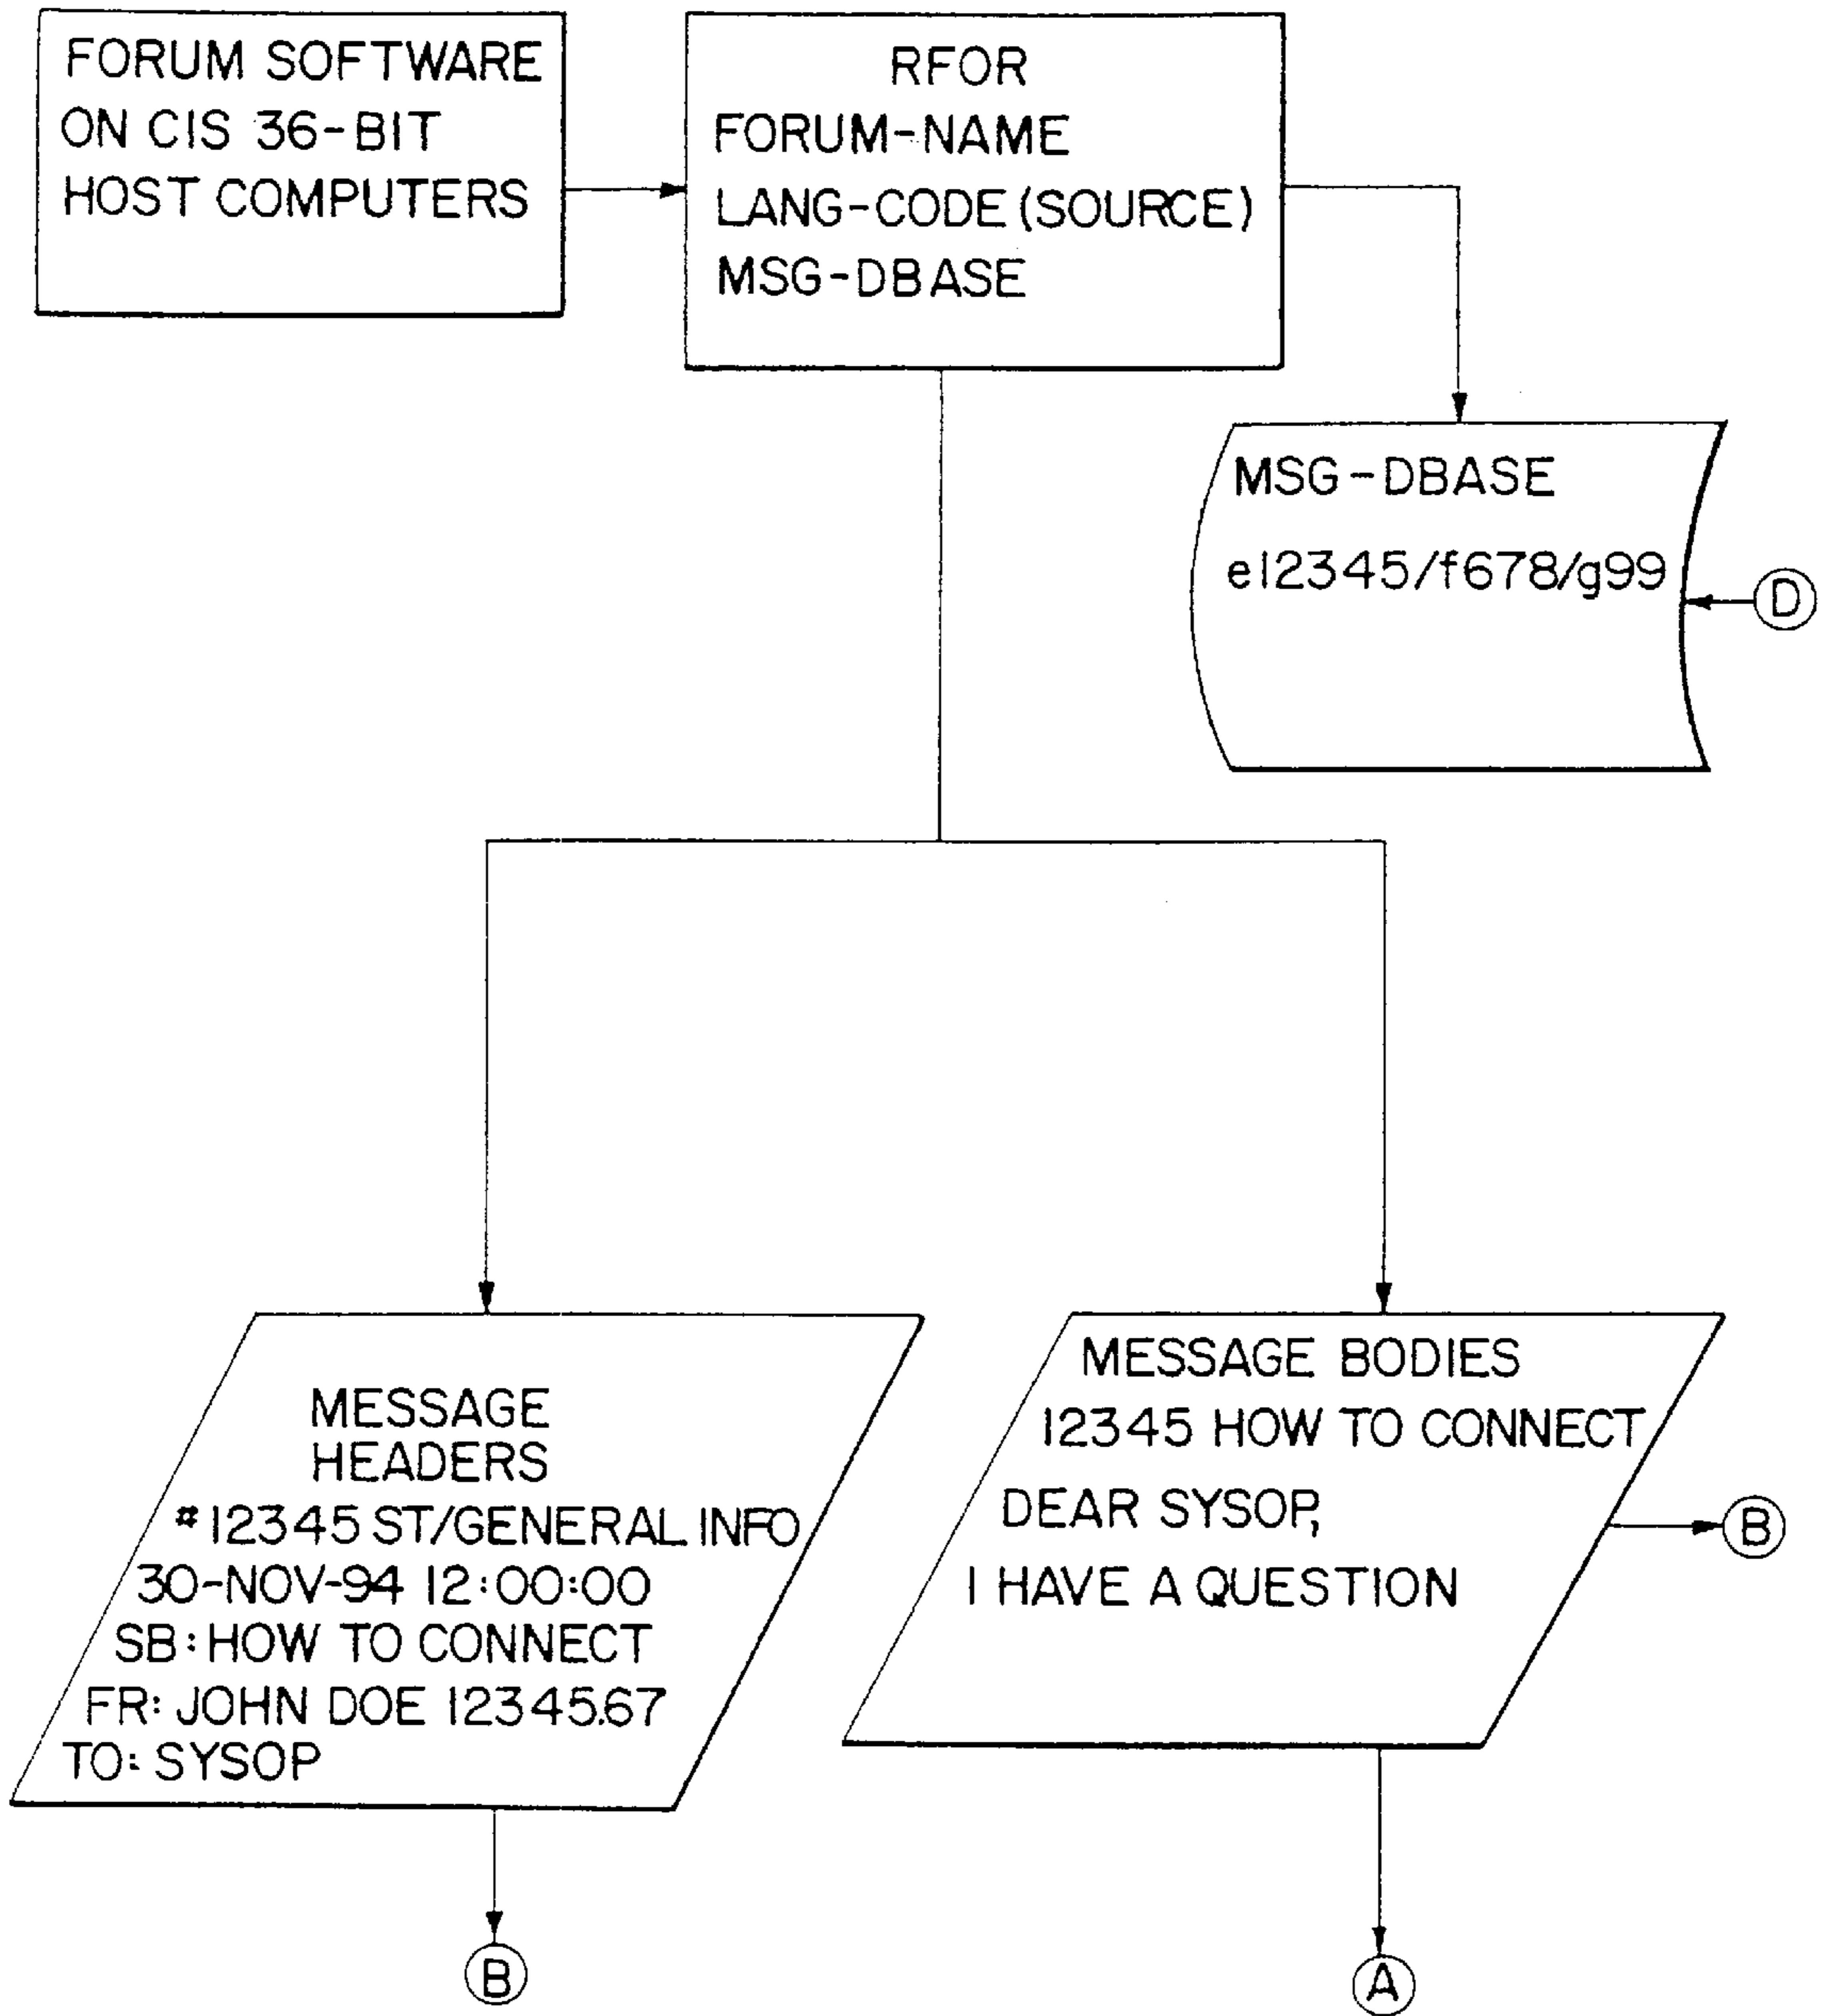 FORUM SOFTWARE
ON CIS 36-BIT
HOST COMPUTERS
RFOR
FORUM-NAME
LANG-CODE (SOURCE)
MSG-DBASE
MSG-DBASE
e12345/f678/g99
D
MESSAGE
HEADERS
#12345 ST/GENERAL INFO
30-NOV-94 12:00:00
SB: HOW TO CONNECT
FR: JOHN DOE 12345.67
TO: SYSOP
B
MESSAGE BODIES
12345 HOW TO CONNECT
DEAR SYSOP,
I HAVE A QUESTION
B
A